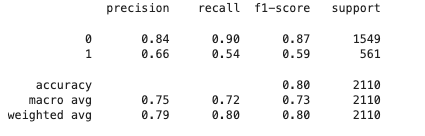 precision recall f1-score support
0 0.84 0.90 0.87 1549
1 0.66 0.54 0.59 561
accuracy 0.80 2110
macro avg 0.75 0.72 0.73 2110
weighted avg 0.79 0.80 0.80 2110